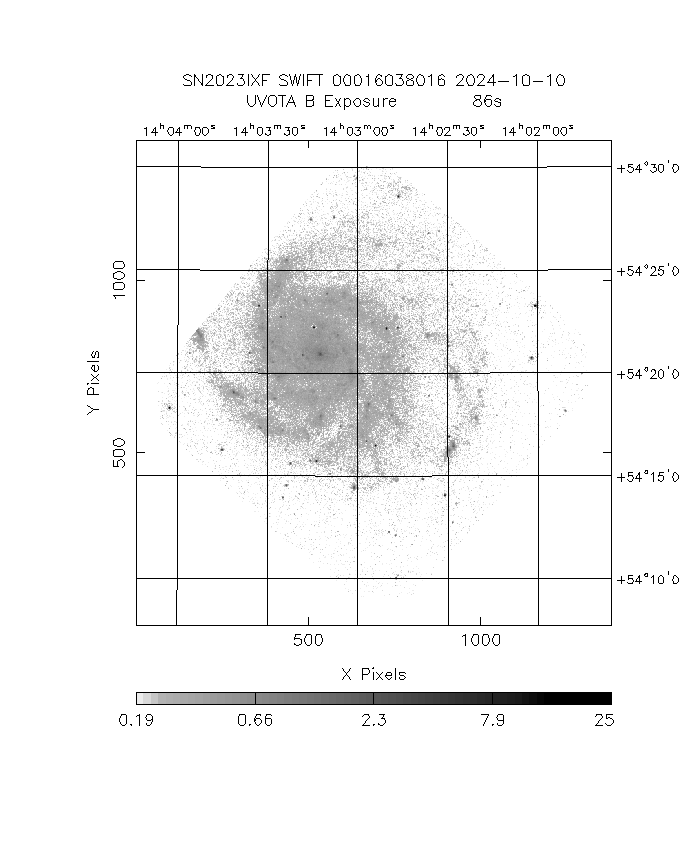 SN2023IXF SWIFT 00016038016 2024-10-10
UVOTA B Exposure 86s
14ʰ04ᵐ00ˢ 14ʰ03ᵐ30ˢ 14ʰ03ᵐ00ˢ 14ʰ02ᵐ30ˢ 14ʰ02ᵐ00ˢ
+54°30'0
+54°25'0
1000
+54°20'0
Y Pixels
500
+54°15'0
+54°10'0
500 1000
X Pixels
0.19 0.66 2.3 7.9 25